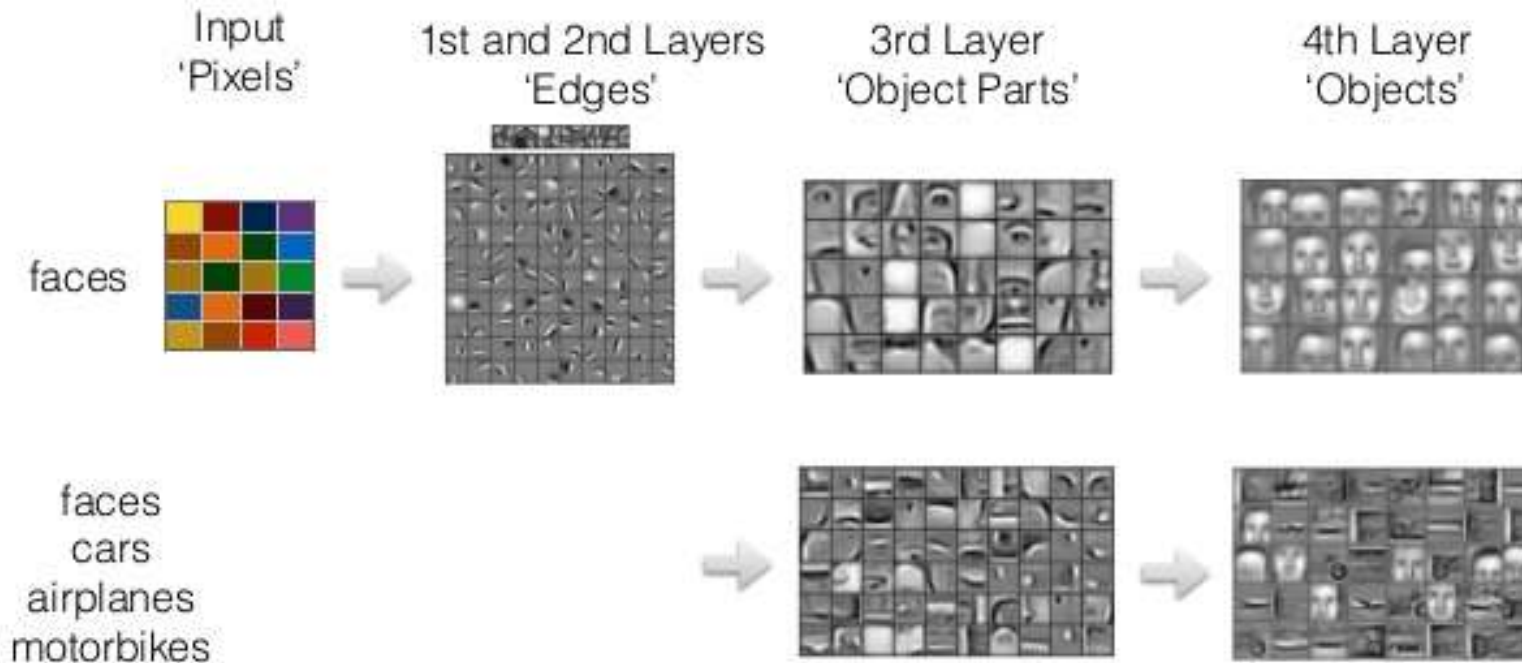 Input
'Pixels'
1st and 2nd Layers
'Edges'
3rd Layer
'Object Parts'
4th Layer
'Objects'
faces
faces
cars
airplanes
motorbikes